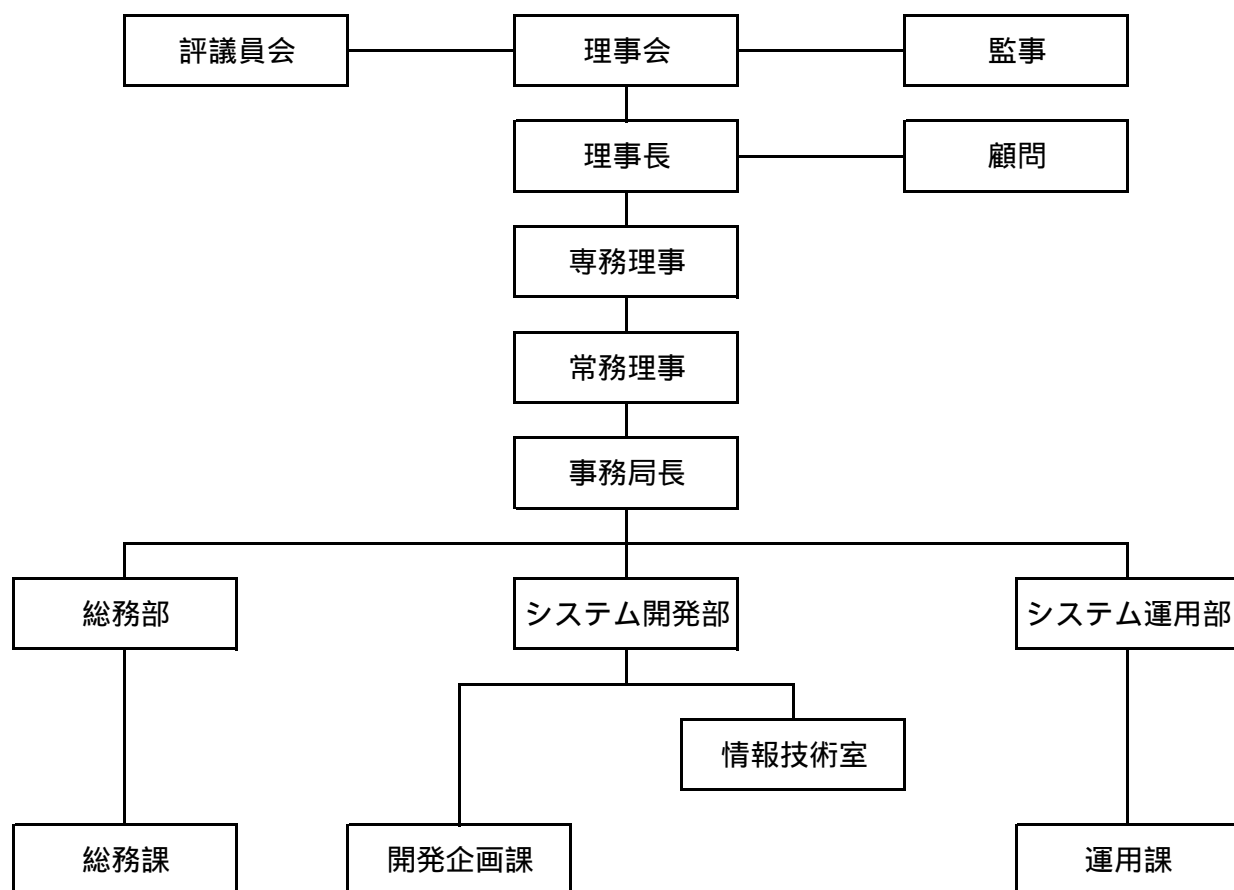 評議員会
理事会
監事
理事長
顧問
専務理事
常務理事
事務局長
総務部
システム開発部
システム運用部
情報技術室
総務課
開発企画課
運用課